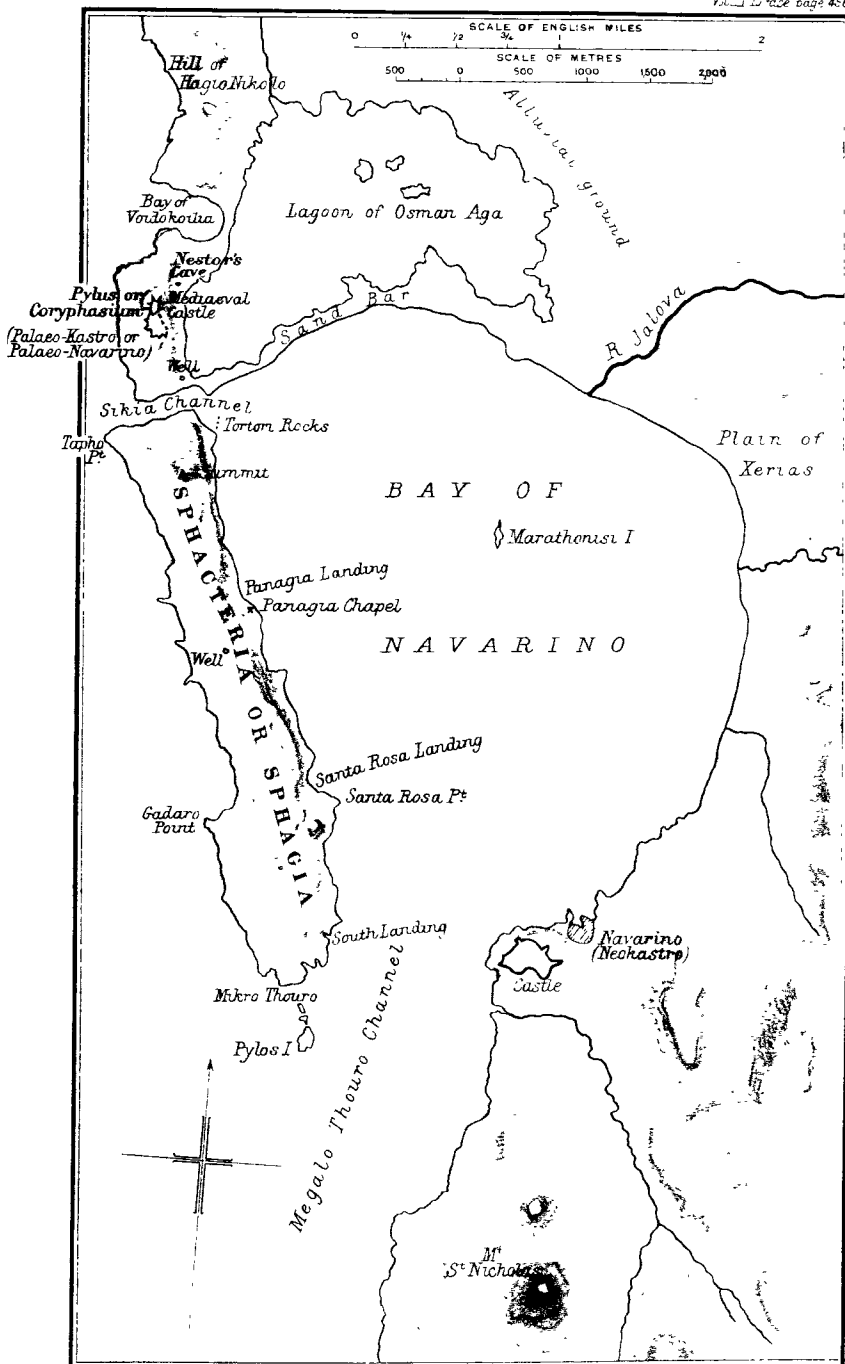 SCALE OF ENGLISH MILES
0 1/4 1/2 3/4 1 2
SCALE OF METRES
500 0 500 1000 1500 2000
Hill of
Hagio Nikolo
Alluvial ground
Bay of
Voidokoilia
Lagoon of Osman Aga
Nestor's
Cave
Pylus or
Coryphasium
Mediaeval
Castle
(Palaeo-Kastro or
Palaeo-Navarino)
Sand Bar
R Jalova
Well
Sikia Channel
Tortori Rocks
Plain of
Xerias
Summit
BAY OF
Marathonisi I
Panagia Landing
Panagia Chapel
NAVARINO
Well
SPHACTERIA OR SPHAGIA
Santa Rosa Landing
Santa Rosa Pt
Gadaro
Point
South Landing
Navarino
(Neokastro)
Castle
Mikro Thouro
Pylos I
Megalo Thouro Channel
Mt
St Nicholas